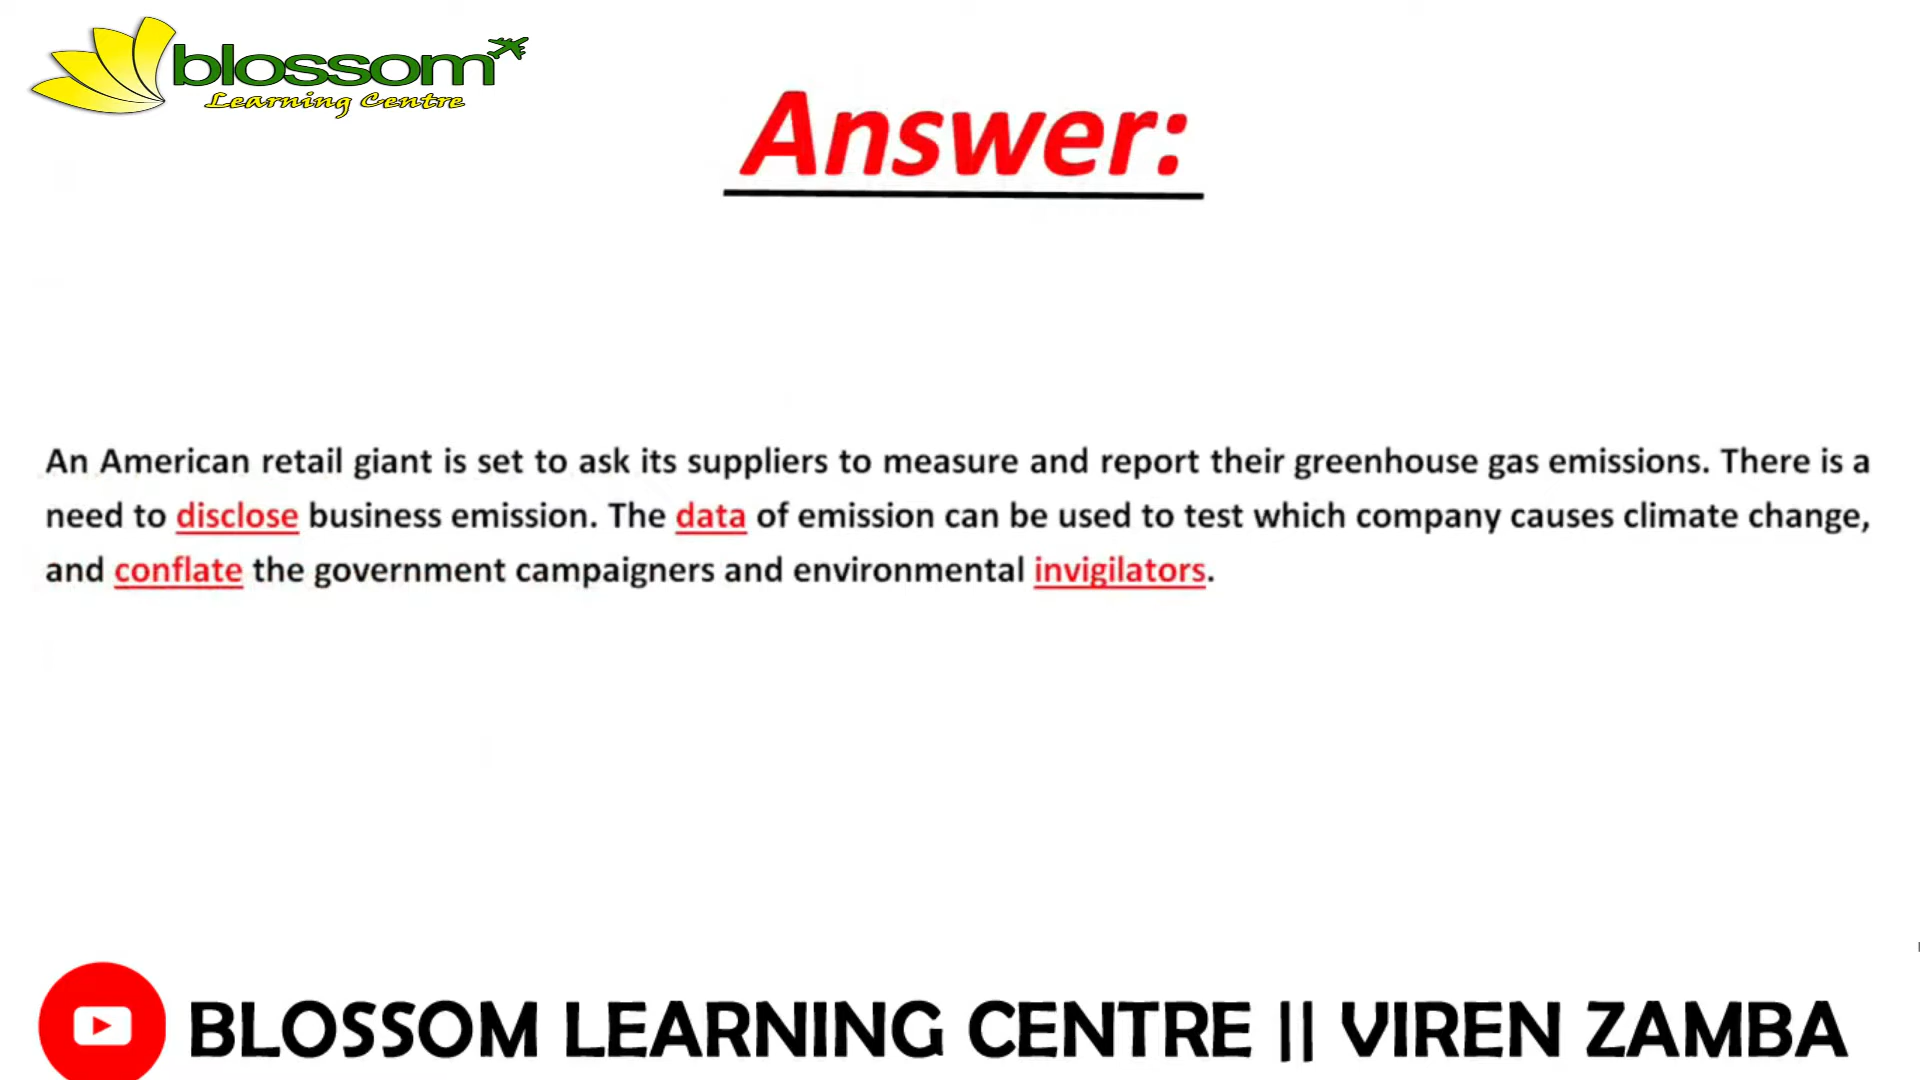 blossom
Learning Centre
Answer:
An American retail giant is set to ask its suppliers to measure and report their greenhouse gas emissions. There is a
need to disclose business emission. The data of emission can be used to test which company causes climate change,
and conflate the government campaigners and environmental invigilators.
BLOSSOM LEARNING CENTRE || VIREN ZAMBA